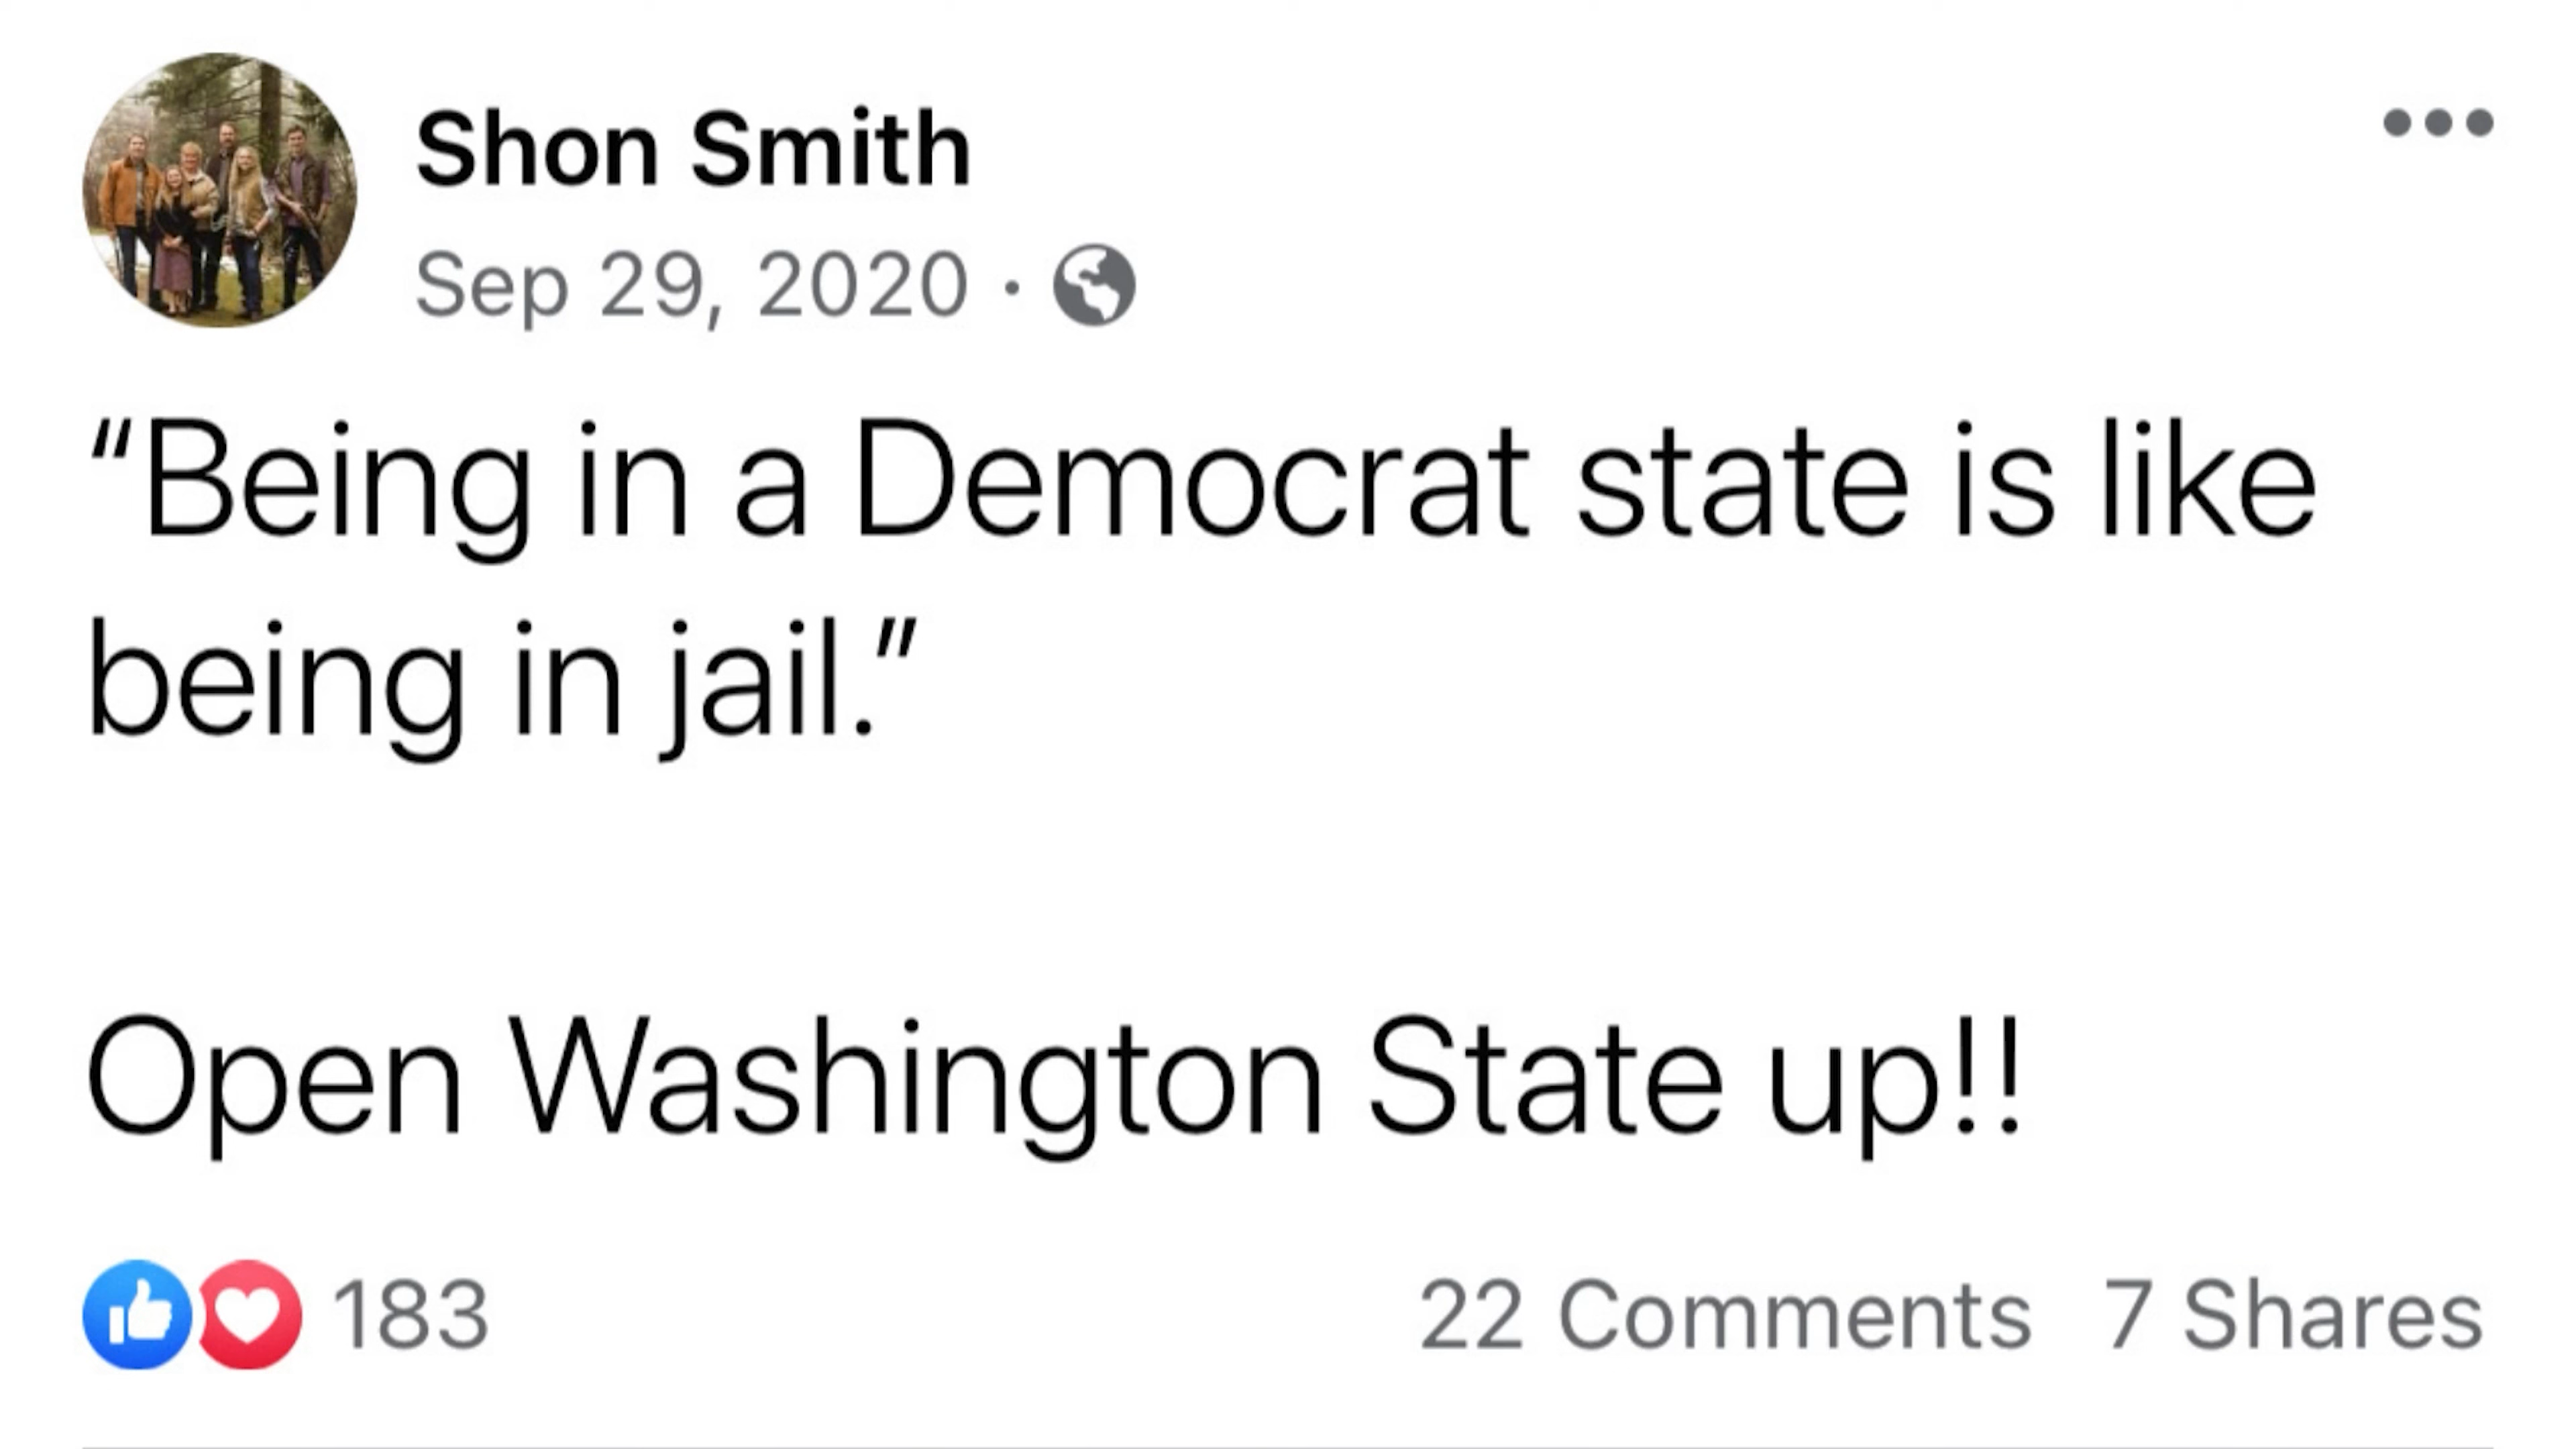 Shon Smith
Sep 29, 2020 ·
“Being in a Democrat state is like
being in jail.”
Open Washington State up!!
183
22 Comments 7 Shares